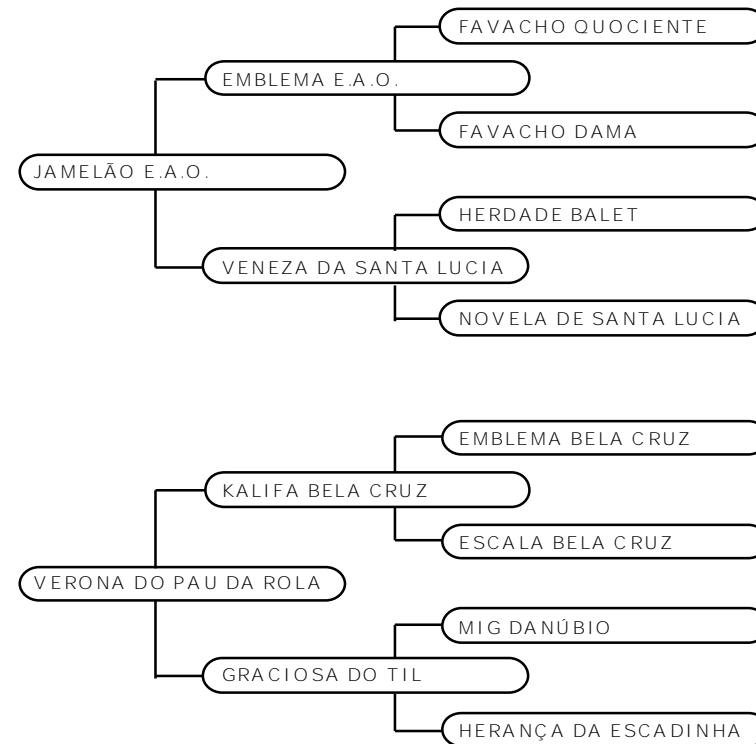 FAVACHO QUOCIENTE
EMBLEMA E.A.O.
FAVACHO DAMA
JAMELÃO E.A.O.
HERDADE BALET
VENEZA DA SANTA LUCIA
NOVELA DE SANTA LUCIA
EMBLEMA BELA CRUZ
KALIFA BELA CRUZ
ESCALA BELA CRUZ
VERONA DO PAU DA ROLA
MIG DANÚBIO
GRACIOSA DO TIL
HERANÇA DA ESCADINHA